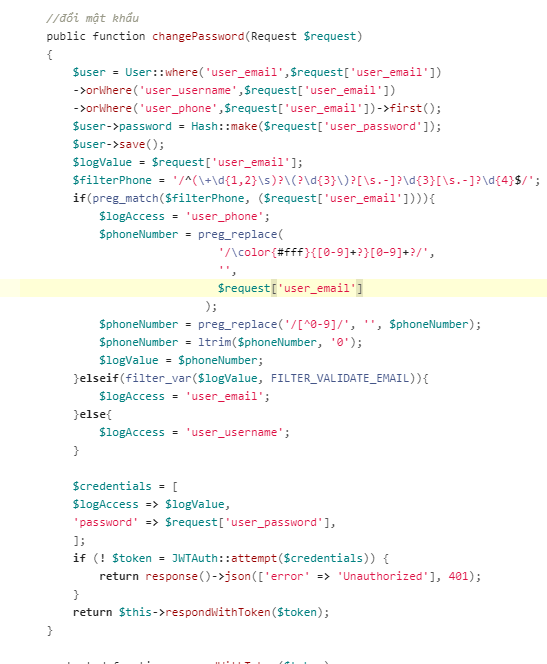 //đổi mật khẩu
public function changePassword(Request $request)
{
$user = User::where('user_email',$request['user_email'])
->orWhere('user_username',$request['user_email'])
->orWhere('user_phone',$request['user_email'])->first();
$user->password = Hash::make($request['user_password']);
$user->save();
$logValue = $request['user_email'];
$filterPhone = '/^(\+\d{1,2}\s)?\(?\d{3}\)?[\s.-]?\d{3}[\s.-]?\d{4}$/';
if(preg_match($filterPhone, ($request['user_email']))){
$logAccess = 'user_phone';
$phoneNumber = preg_replace(
'/\color{#fff}{[0-9]+?}[0–9]+?/',
'',
$request['user_email']
);
$phoneNumber = preg_replace('/[^0-9]/', '', $phoneNumber);
$phoneNumber = ltrim($phoneNumber, '0');
$logValue = $phoneNumber;
}elseif(filter_var($logValue, FILTER_VALIDATE_EMAIL)){
$logAccess = 'user_email';
}else{
$logAccess = 'user_username';
}
$credentials = [
$logAccess => $logValue,
'password' => $request['user_password'],
];
if (! $token = JWTAuth::attempt($credentials)) {
return response()->json(['error' => 'Unauthorized'], 401);
}
return $this->respondWithToken($token);
}